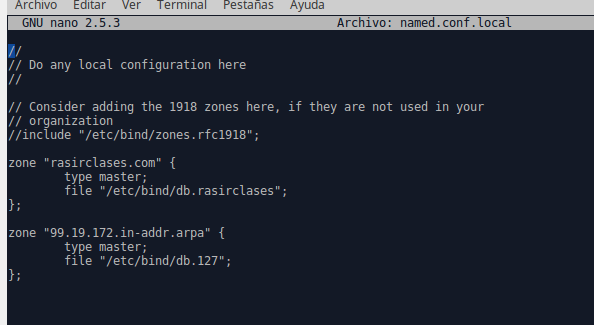 Archivo Editar Ver Terminal Pestañas Ayuda
GNU nano 2.5.3 Archivo: named.conf.local
//
// Do any local configuration here
//
// Consider adding the 1918 zones here, if they are not used in your
// organization
//include "/etc/bind/zones.rfc1918";
zone "rasirclases.com" {
type master;
file "/etc/bind/db.rasirclases";
};
zone "99.19.172.in-addr.arpa" {
type master;
file "/etc/bind/db.127";
};